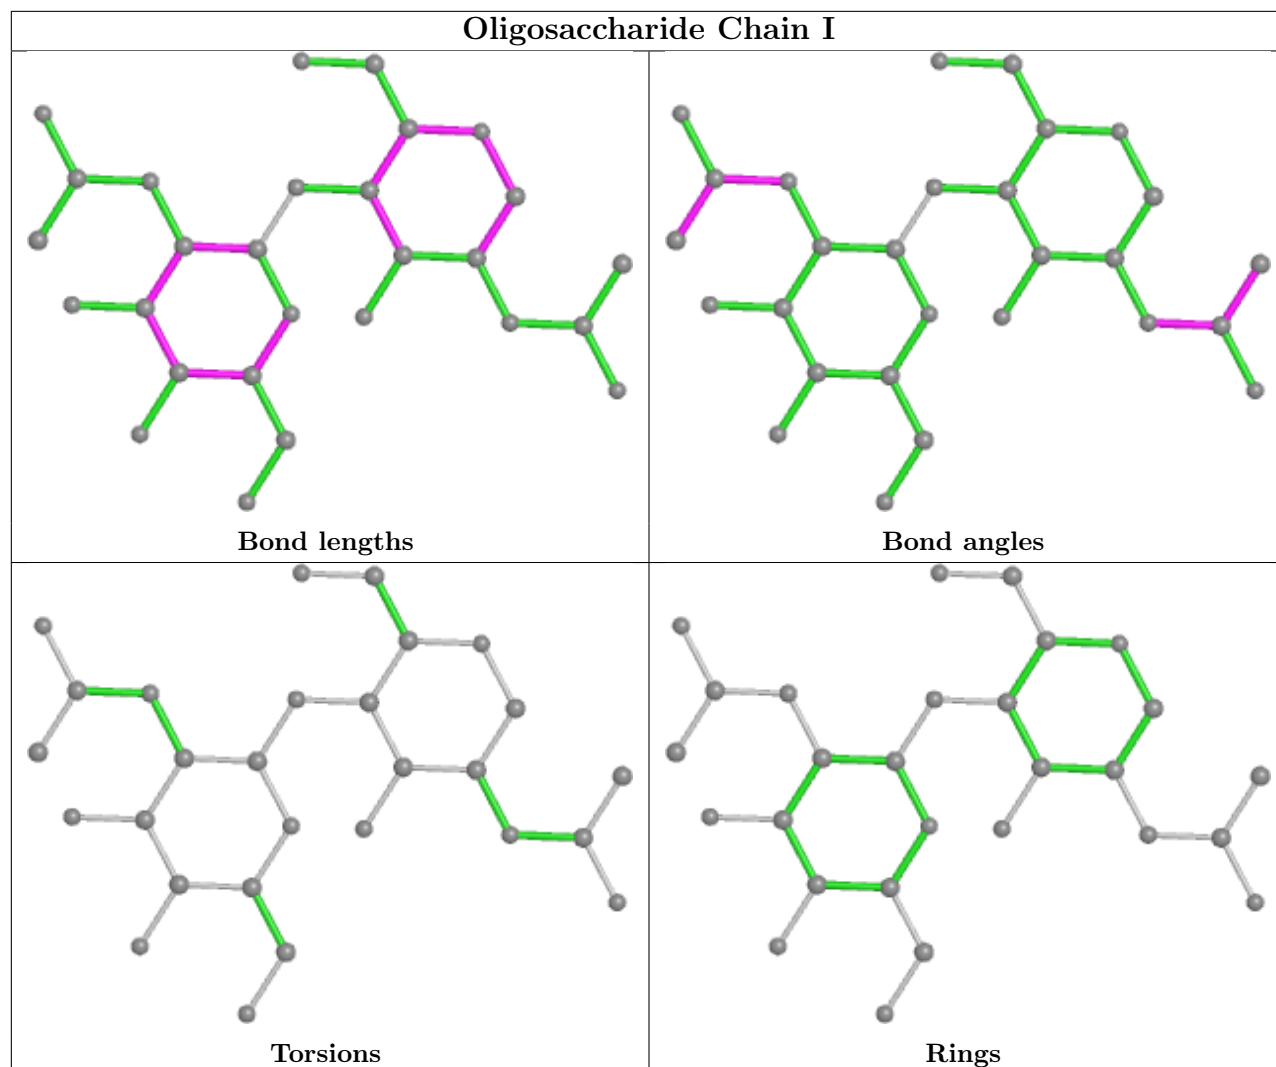 Oligosaccharide Chain I
Bond lengths
Bond angles
Torsions
Rings